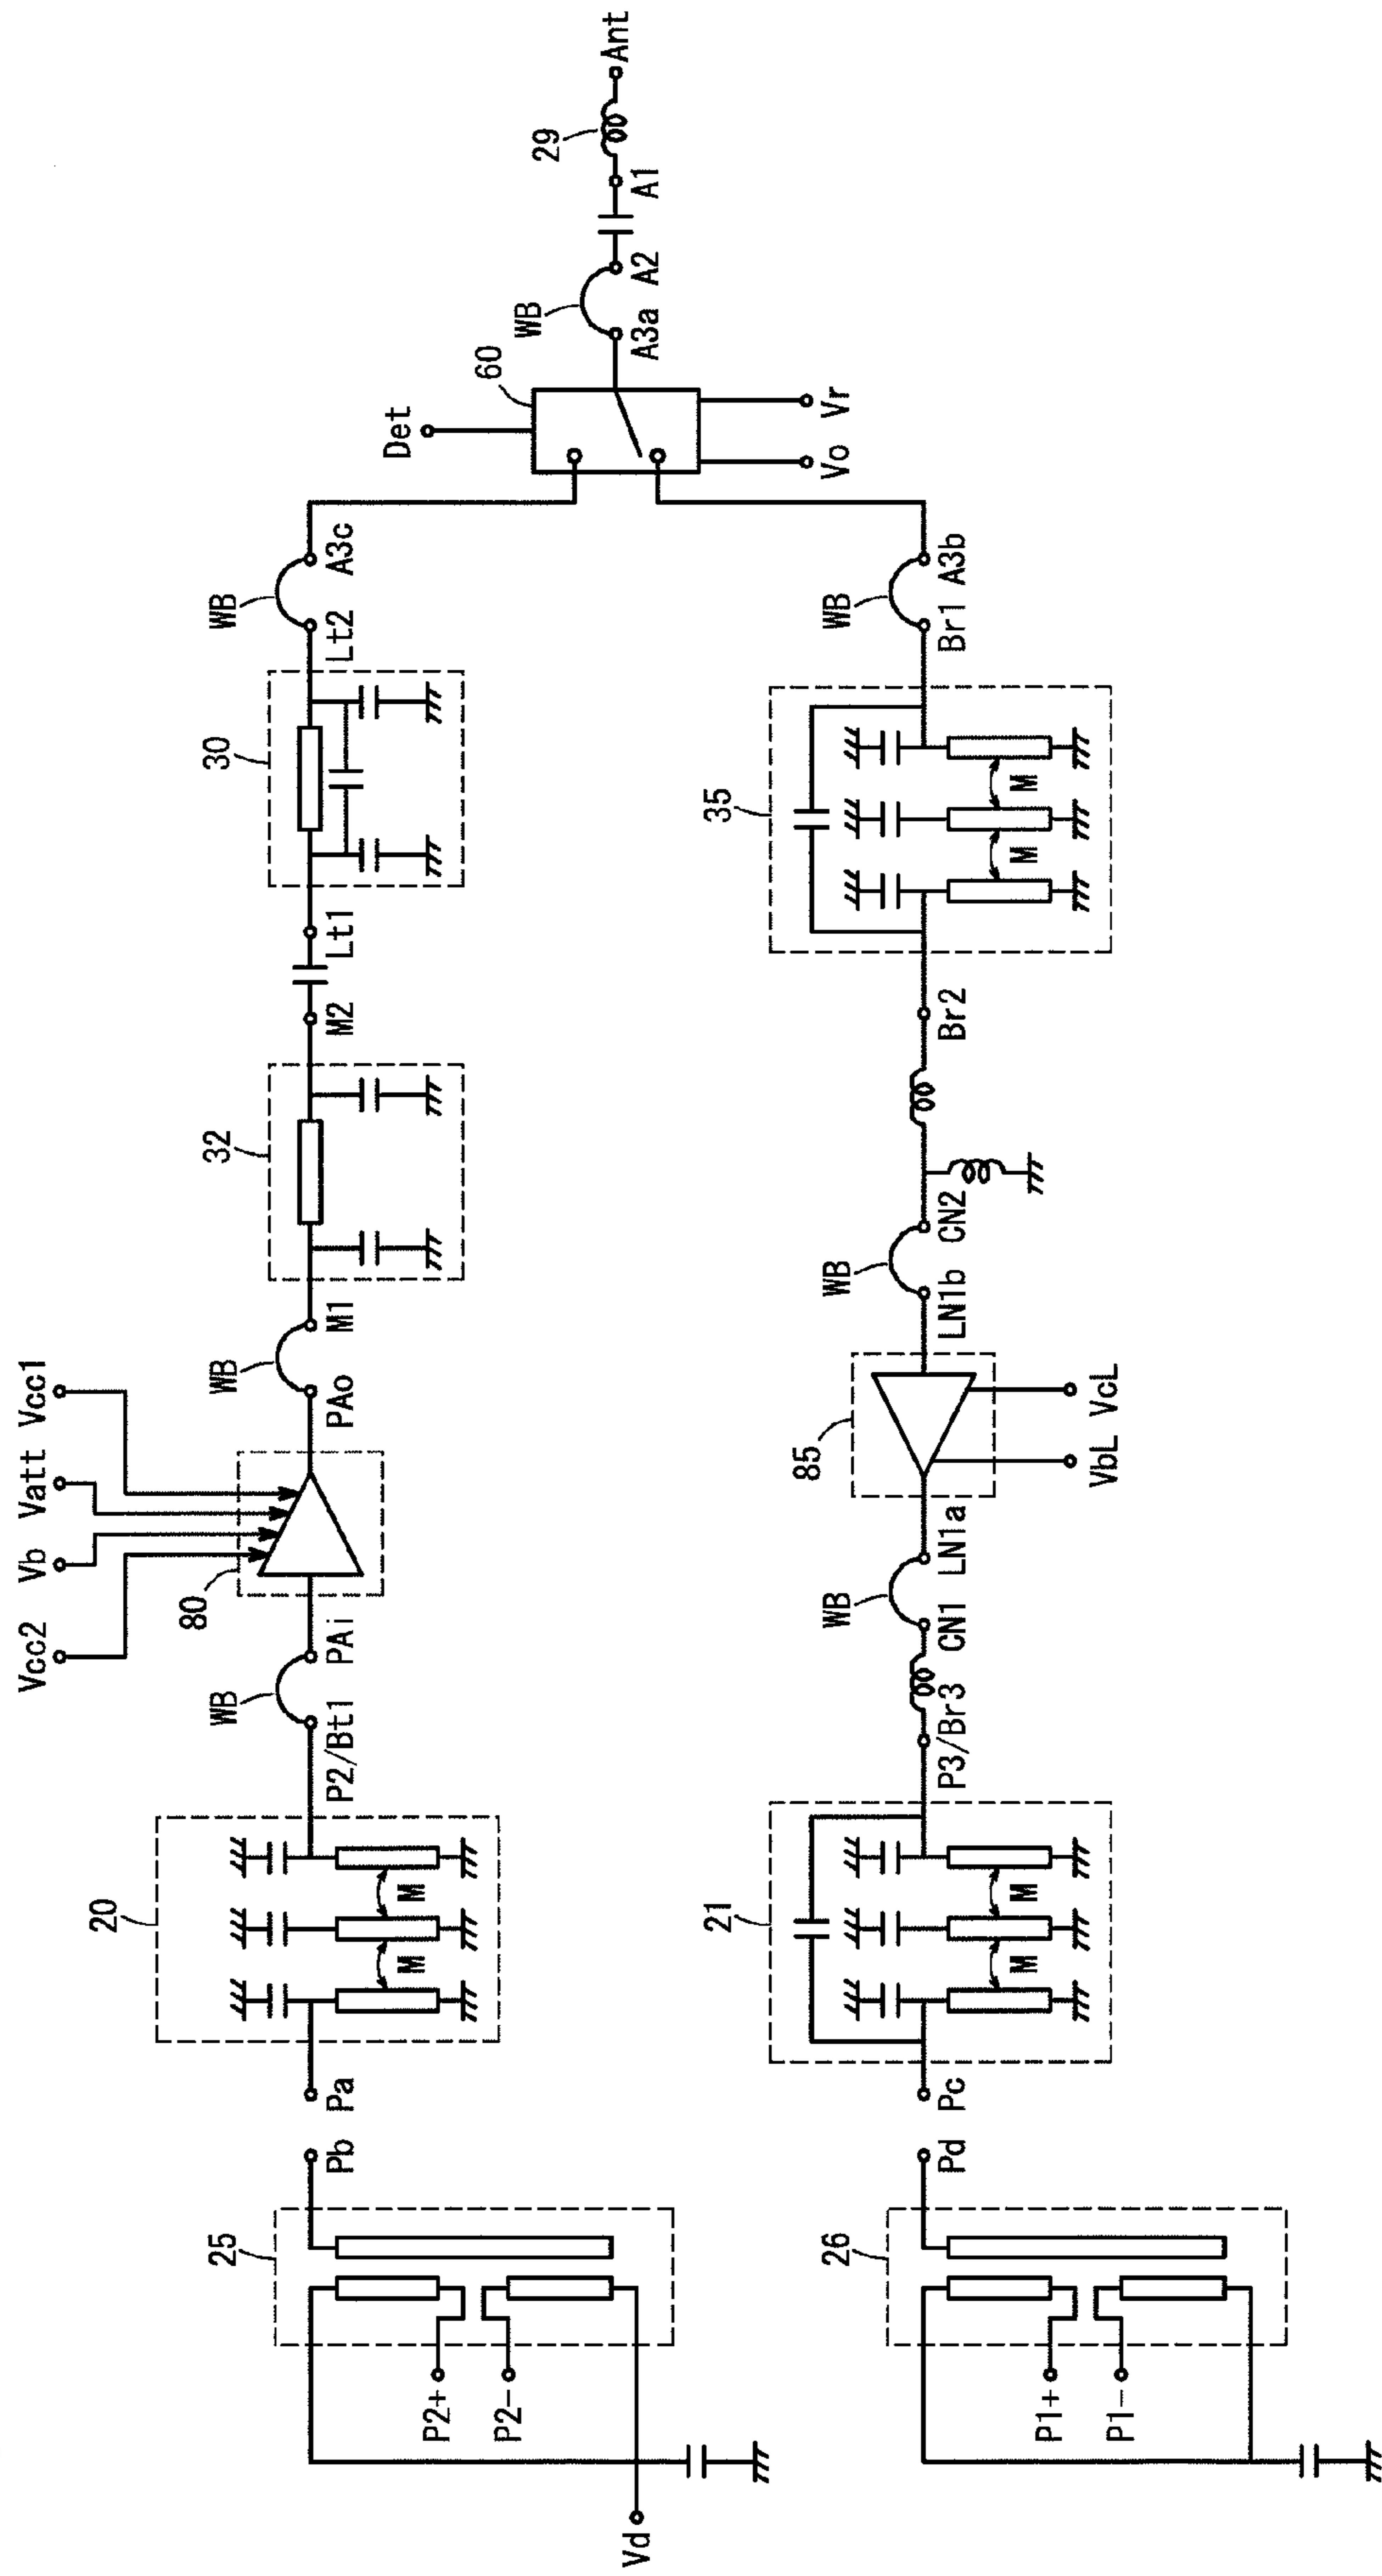 Vcc2
Vb
Vatt
Vcc1
80
WB
WB
P2/Bt1
PAi
PAo
M1
32
M2
Lt1
30
Lt2
WB
A3c
Det
60
WB
A3a
A2
29
A1
Ant
Vo
Vr
25
P2+
P2-
Vd
Pb
Pa
20
M
M
26
P1+
P1-
Pd
Pc
21
M
M
P3/Br3
CN1
WB
LN1a
85
VbL
VcL
LN1b
WB
CN2
Br2
35
M
M
Br1
WB
A3b